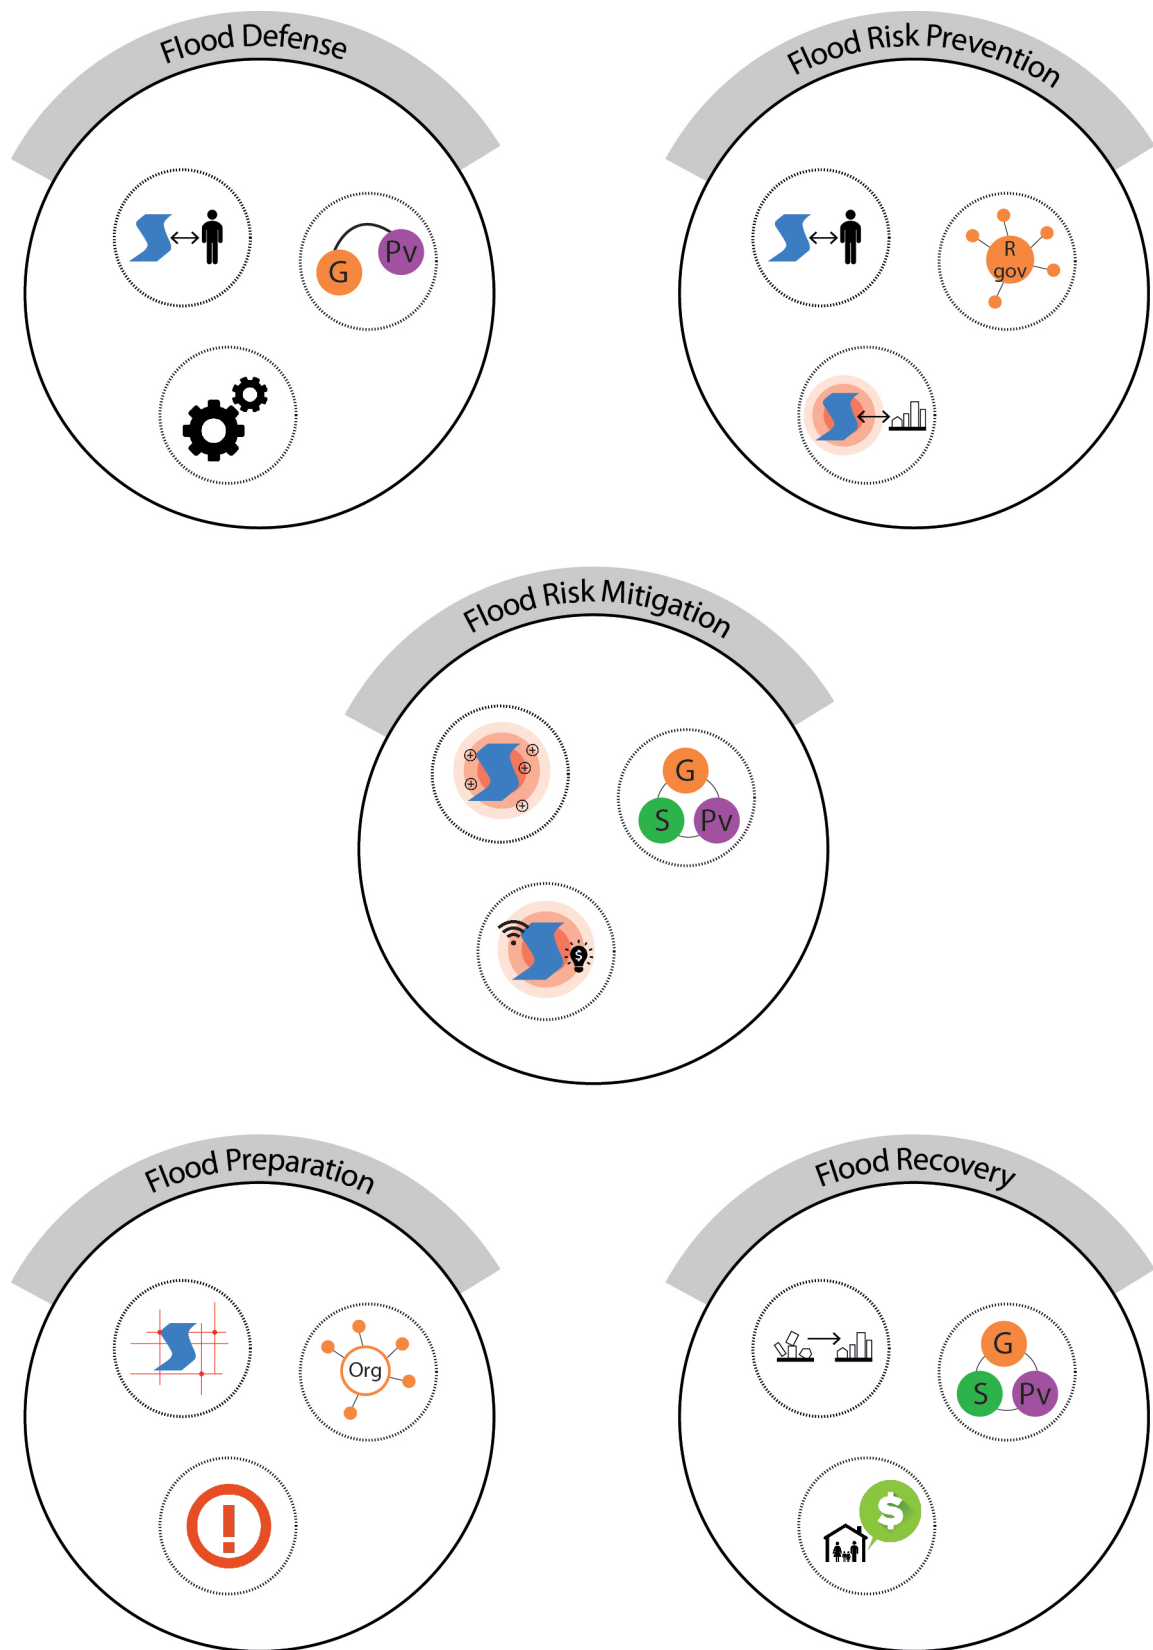 Flood Defense
G
Pv
Flood Risk Prevention
R
gov
Flood Risk Mitigation
G
S
Pv
$
Flood Preparation
Org
!
Flood Recovery
G
S
Pv
$